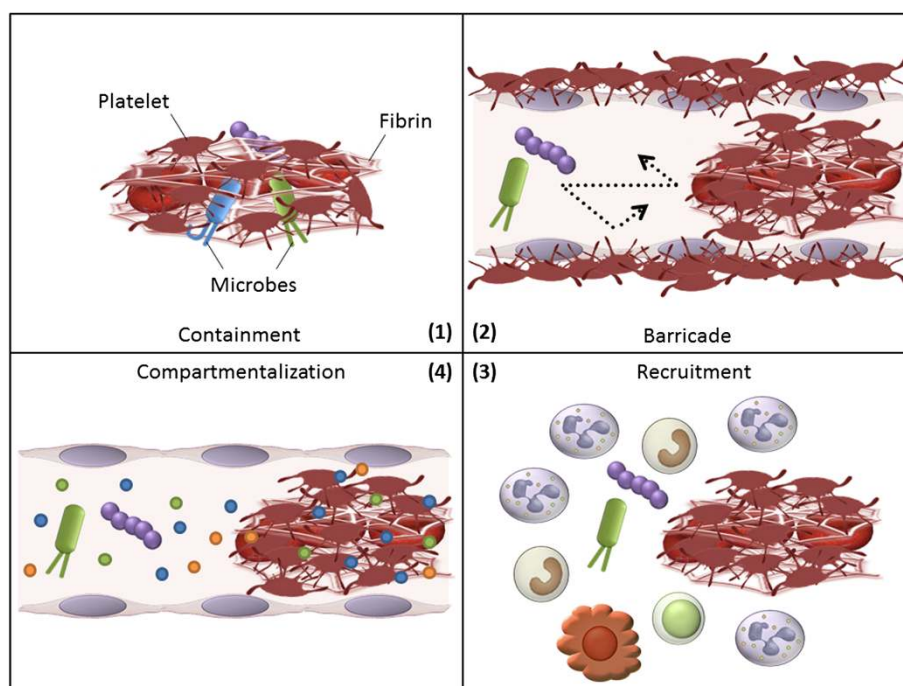 Platelet
Fibrin
Microbes
Containment
(1)
(2)
Barricade
Compartmentalization
(4)
(3)
Recruitment